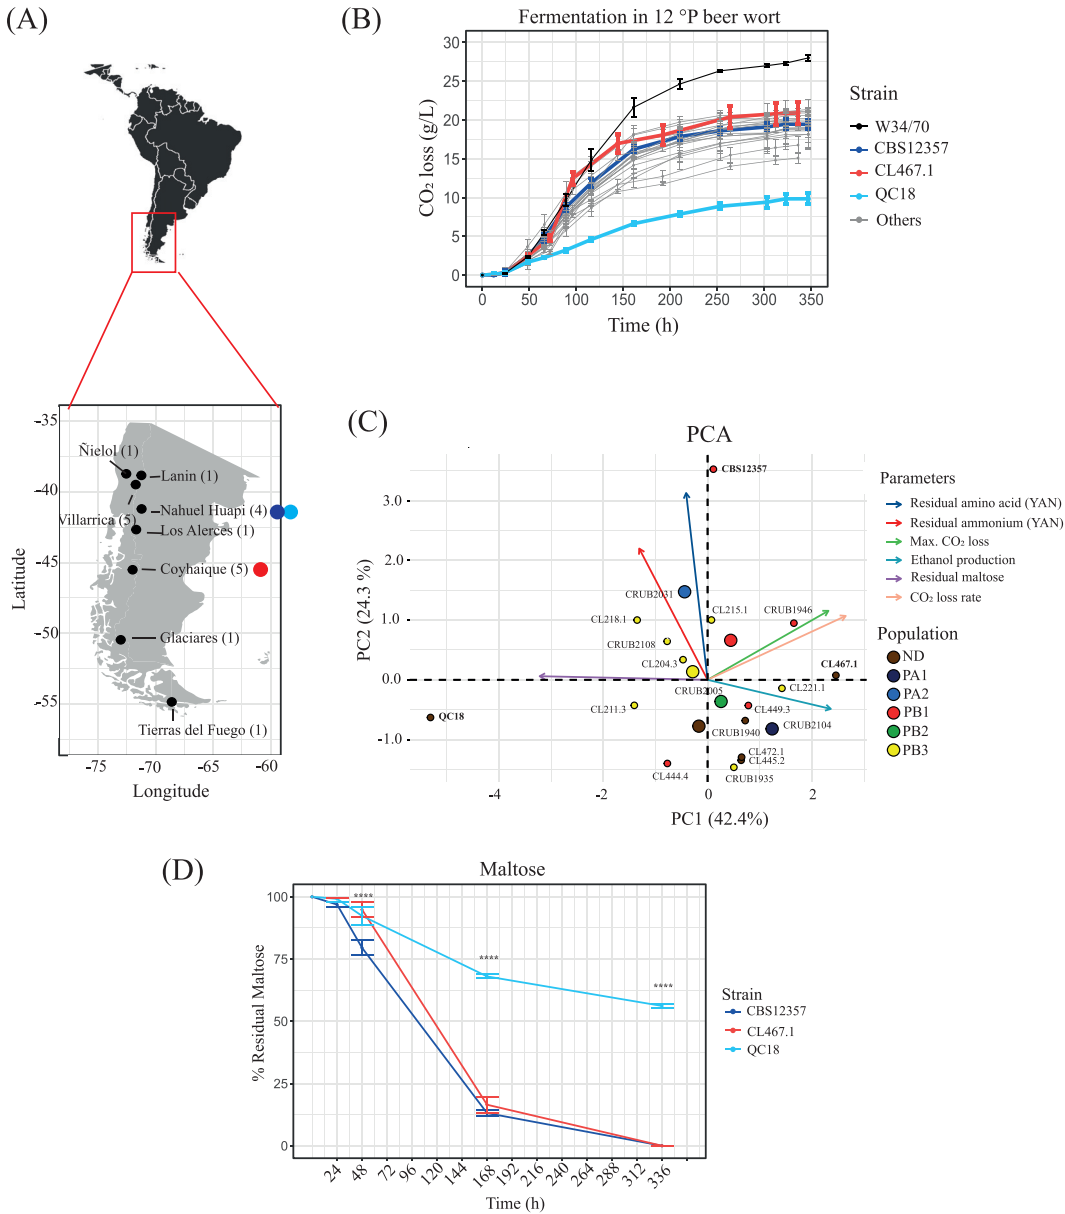 (A)
-35
-40
-45
-50
-55
Latitude
Ñielol (1)
Lanin (1)
Villarrica (5)
Nahuel Huapi (4)
Los Alerces (1)
Coyhaique (5)
Glaciares (1)
Tierras del Fuego (1)
-75
-70
-65
-60
Longitude
(B)
Fermentation in 12 °P beer wort
30
25
20
15
10
5
0
CO₂ loss (g/L)
0
50
100
150
200
250
300
350
Time (h)
Strain
W34/70
CBS12357
CL467.1
QC18
Others
(C)
PCA
3.0
2.0
1.0
0.0
-1.0
PC2 (24.3 %)
CBS12357
CRUB2031
CL218.1
CL215.1
CRUB1946
CRUB2108
CL204.3
CL467.1
CRUB2005
CL221.1
CL211.3
CL449.3
QC18
CRUB2104
CRUB1940
CL472.1
CL445.2
CL444.4
CRUB1935
-4
-2
0
2
PC1 (42.4%)
Parameters
Residual amino acid (YAN)
Residual ammonium (YAN)
Max. CO₂ loss
Ethanol production
Residual maltose
CO₂ loss rate
Population
ND
PA1
PA2
PB1
PB2
PB3
(D)
Maltose
100
75
50
25
0
% Residual Maltose
****
****
****
24
48
72
96
120
144
168
192
216
240
264
288
312
336
Time (h)
Strain
CBS12357
CL467.1
QC18